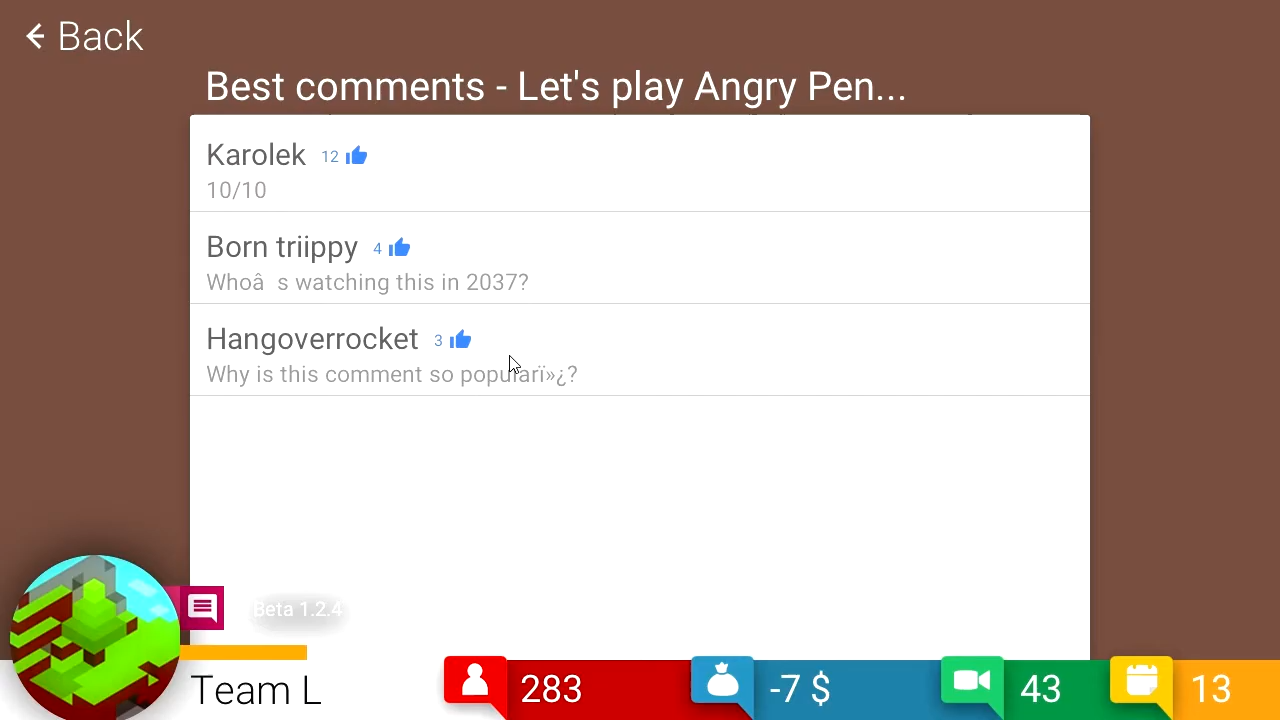 Back
Best comments - Let's play Angry Pen...
Karolek 12
10/10
Born triippy 4
Whoâ s watching this in 2037?
Hangoverrocket 3
Why is this comment so popularï»¿?
Beta 1.2.4
Team L
283
-7 $
43
13